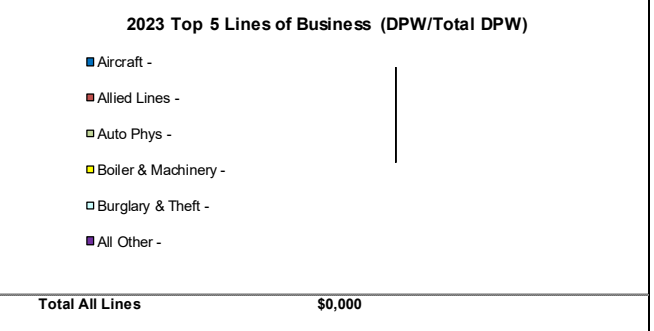 2023 Top 5 Lines of Business (DPW/Total DPW)
Aircraft -
Allied Lines -
Auto Phys -
Boiler & Machinery -
Burglary & Theft -
All Other -
Total All Lines $0,000